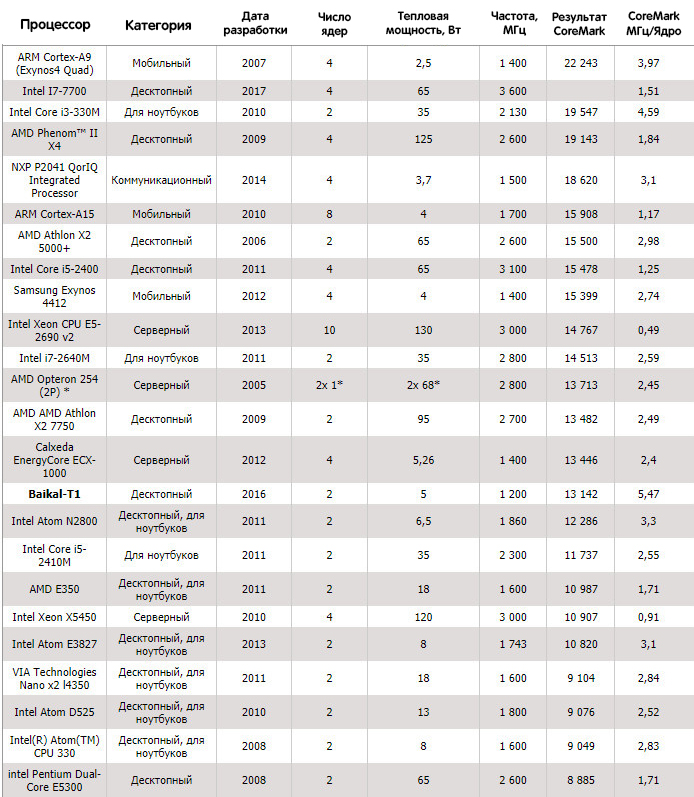 Процессор Категория Дата разработки Число ядер Тепловая мощность, Вт Частота, МГц Результат CoreMark CoreMark МГц/Ядро
ARM Cortex-A9 (Exynos4 Quad) Мобильный 2007 4 2,5 1 400 22 243 3,97
Intel I7-7700 Десктопный 2017 4 65 3 600 1,51
Intel Core i3-330M Для ноутбуков 2010 2 35 2 130 19 547 4,59
AMD Phenom™ II X4 Десктопный 2009 4 125 2 600 19 143 1,84
NXP P2041 QorIQ Integrated Processor Коммуникационный 2014 4 3,7 1 500 18 620 3,1
ARM Cortex-A15 Мобильный 2010 8 4 1 700 15 908 1,17
AMD Athlon X2 5000+ Десктопный 2006 2 65 2 600 15 500 2,98
Intel Core i5-2400 Десктопный 2011 4 65 3 100 15 478 1,25
Samsung Exynos 4412 Мобильный 2012 4 4 1 400 15 399 2,74
Intel Xeon CPU E5-2690 v2 Серверный 2013 10 130 3 000 14 767 0,49
Intel i7-2640M Для ноутбуков 2011 2 35 2 800 14 513 2,59
AMD Opteron 254 (2P) * Серверный 2005 2x 1* 2x 68* 2 800 13 713 2,45
AMD AMD Athlon X2 7750 Десктопный 2009 2 95 2 700 13 482 2,49
Calxeda EnergyCore ECX-1000 Серверный 2012 4 5,26 1 400 13 446 2,4
Baikal-T1 Десктопный 2016 2 5 1 200 13 142 5,47
Intel Atom N2800 Десктопный, для ноутбуков 2011 2 6,5 1 860 12 286 3,3
Intel Core i5-2410M Для ноутбуков 2011 2 35 2 300 11 737 2,55
AMD E350 Десктопный, для ноутбуков 2011 2 18 1 600 10 987 1,71
Intel Xeon X5450 Серверный 2010 4 120 3 000 10 907 0,91
Intel Atom E3827 Десктопный, для ноутбуков 2013 2 8 1 743 10 820 3,1
VIA Technologies Nano x2 l4350 Десктопный, для ноутбуков 2011 2 18 1 600 9 104 2,84
Intel Atom D525 Десктопный, для ноутбуков 2010 2 13 1 800 9 076 2,52
Intel(R) Atom(TM) CPU 330 Десктопный, для ноутбуков 2008 2 8 1 600 9 049 2,83
intel Pentium Dual-Core E5300 Десктопный 2008 2 65 2 600 8 885 1,71